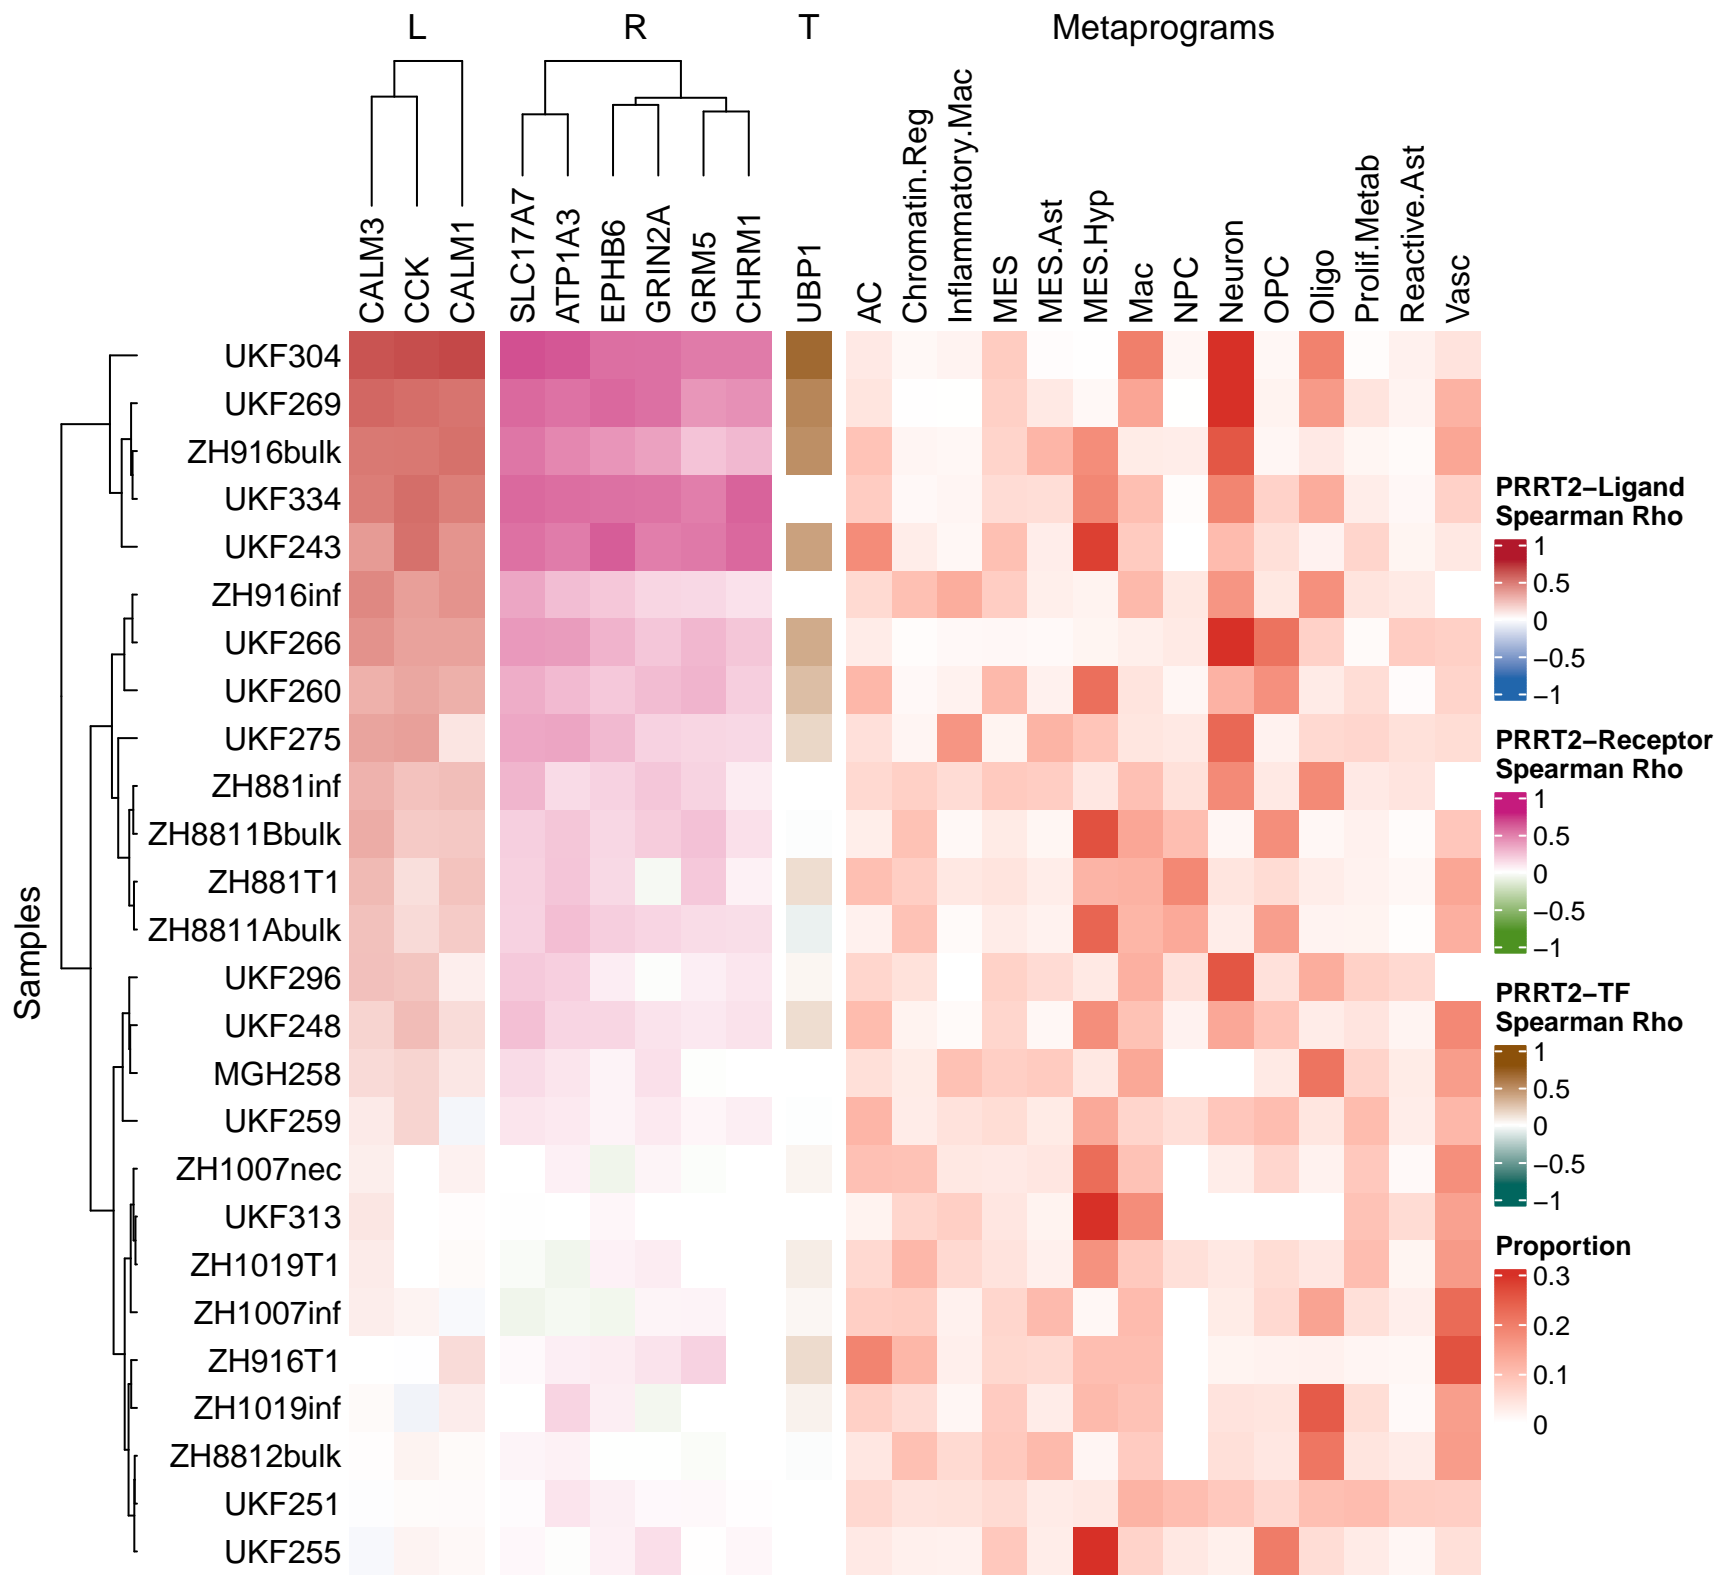 L R T Metaprograms
CALM3 CCK CALM1 SLC17A7 ATP1A3 EPHB6 GRIN2A GRM5 CHRM1 UBP1 AC Chromatin.Reg Inflammatory.Mac MES MES.Ast MES.Hyp Mac NPC Neuron OPC Oligo Prolif.Metab Reactive.Ast Vasc
Samples
UKF304
UKF269
ZH916bulk
UKF334
UKF243
ZH916inf
UKF266
UKF260
UKF275
ZH881inf
ZH8811Bbulk
ZH881T1
ZH8811Abulk
UKF296
UKF248
MGH258
UKF259
ZH1007nec
UKF313
ZH1019T1
ZH1007inf
ZH916T1
ZH1019inf
ZH8812bulk
UKF251
UKF255
PRRT2−Ligand
Spearman Rho
1
0.5
0
−0.5
−1
PRRT2−Receptor
Spearman Rho
1
0.5
0
−0.5
−1
PRRT2−TF
Spearman Rho
1
0.5
0
−0.5
−1
Proportion
0.3
0.2
0.1
0